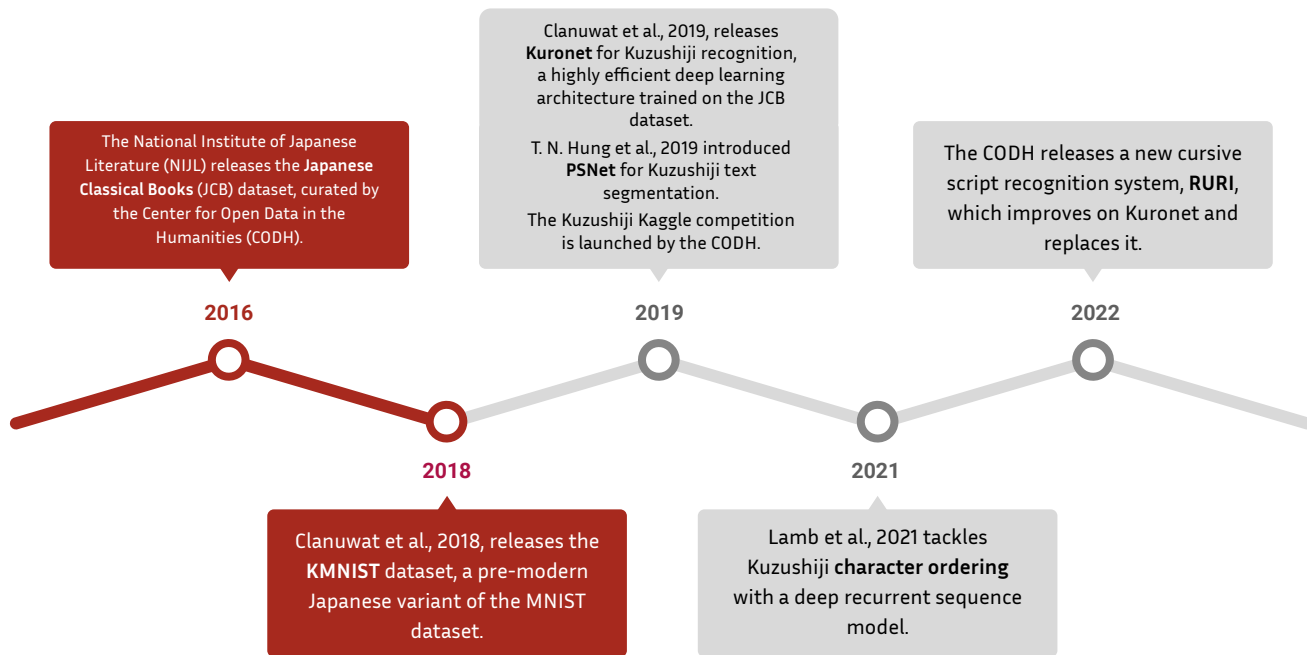 The National Institute of Japanese
Literature (NIJL) releases the Japanese
Classical Books (JCB) dataset, curated by
the Center for Open Data in the
Humanities (CODH).
2016
Clanuwat et al., 2018, releases the
KMNIST dataset, a pre-modern
Japanese variant of the MNIST
dataset.
2018
Clanuwat et al., 2019, releases
Kuronet for Kuzushiji recognition,
a highly efficient deep learning
architecture trained on the JCB
dataset.
T. N. Hung et al., 2019 introduced
PSNet for Kuzushiji text
segmentation.
The Kuzushiji Kaggle competition
is launched by the CODH.
2019
2021
Lamb et al., 2021 tackles
Kuzushiji character ordering
with a deep recurrent sequence
model.
The CODH releases a new cursive
script recognition system, RURI,
which improves on Kuronet and
replaces it.
2022